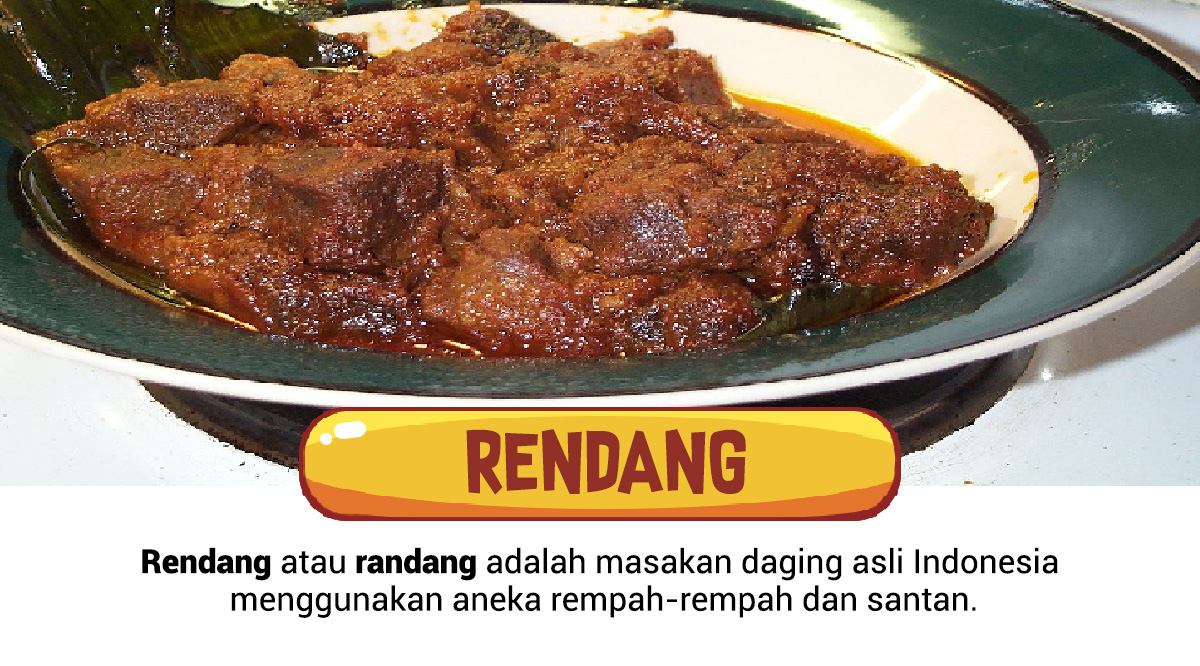 RENDANG
Rendang atau randang adalah masakan daging asli Indonesia
menggunakan aneka rempah-rempah dan santan.